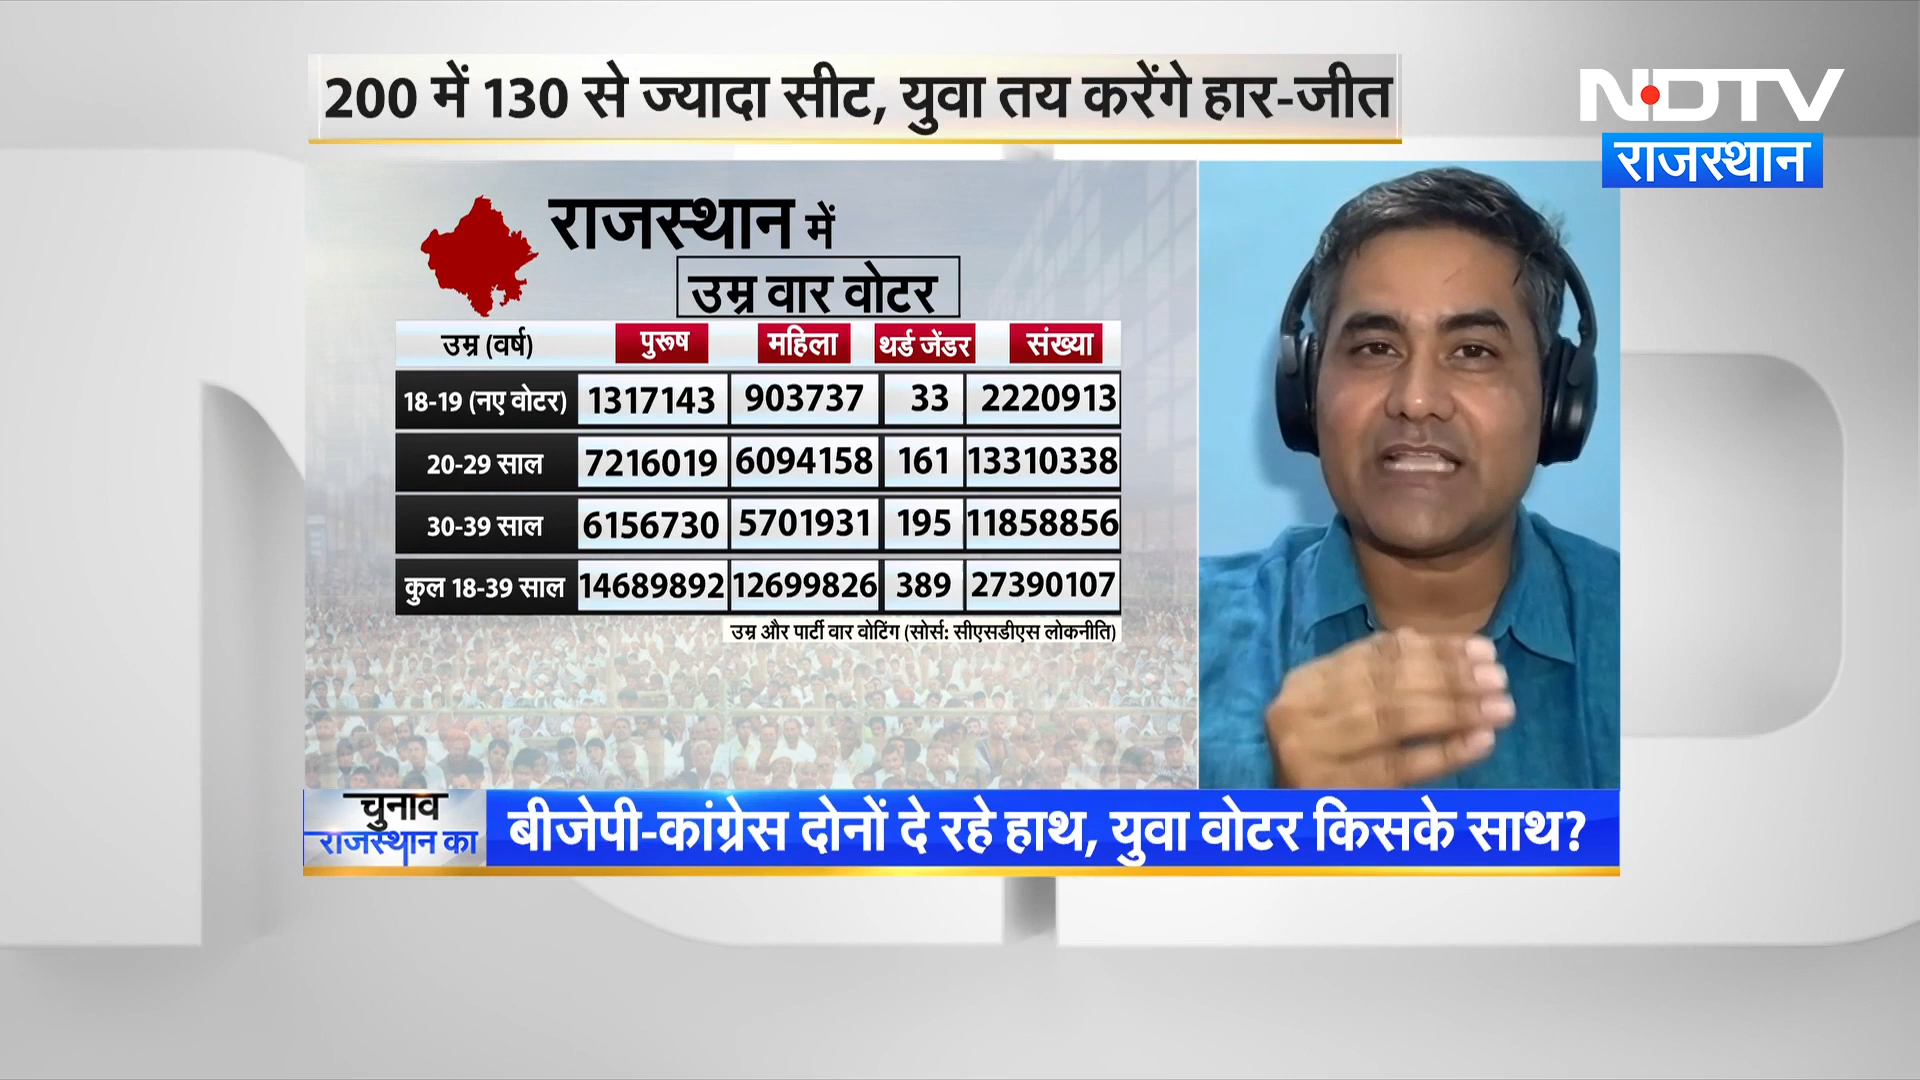 200 में 130 से ज्यादा सीट, युवा तय करेंगे हार-जीत
NDTV
राजस्थान
राजस्थान में
उम्र वार वोटर
उम्र (वर्ष) पुरूष महिला थर्ड जेंडर संख्या
18-19 (नए वोटर) 1317143 903737 33 2220913
20-29 साल 7216019 6094158 161 13310338
30-39 साल 6156730 5701931 195 11858856
कुल 18-39 साल 14689892 12699826 389 27390107
उम्र और पार्टी वार वोटिंग (सोर्स: सीएसडीएस लोकनीति)
चुनाव
राजस्थान का
बीजेपी-कांग्रेस दोनों दे रहे हाथ, युवा वोटर किसके साथ?